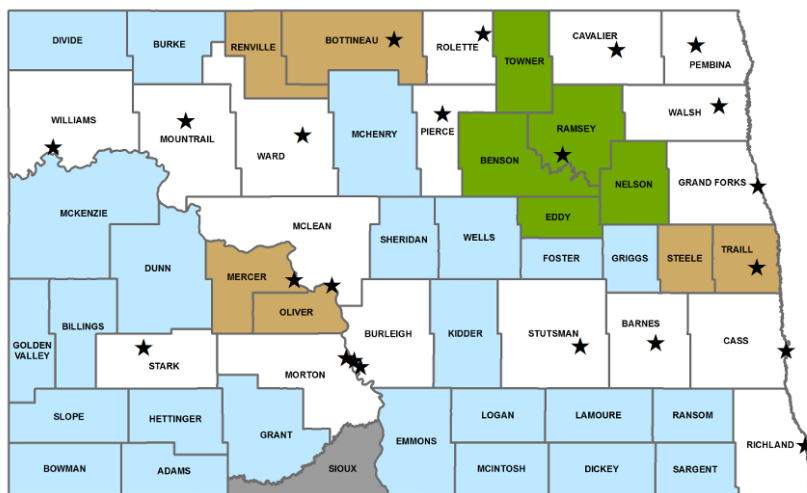 DIVIDE
BURKE
RENVILLE
BOTTINEAU
ROLETTE
TOWNER
CAVALIER
PEMBINA
WILLIAMS
MOUNTRAIL
WARD
MCHENRY
PIERCE
BENSON
RAMSEY
WALSH
NELSON
GRAND FORKS
MCKENZIE
DUNN
MCLEAN
MERCER
OLIVER
SHERIDAN
WELLS
EDDY
FOSTER
GRIGGS
STEELE
TRAILL
GOLDEN
VALLEY
BILLINGS
STARK
MORTON
BURLEIGH
KIDDER
STUTSMAN
BARNES
CASS
SLOPE
HETTINGER
GRANT
SIOUX
EMMONS
LOGAN
LAMOURE
RANSOM
RICHLAND
BOWMAN
ADAMS
MCINTOSH
DICKEY
SARGENT